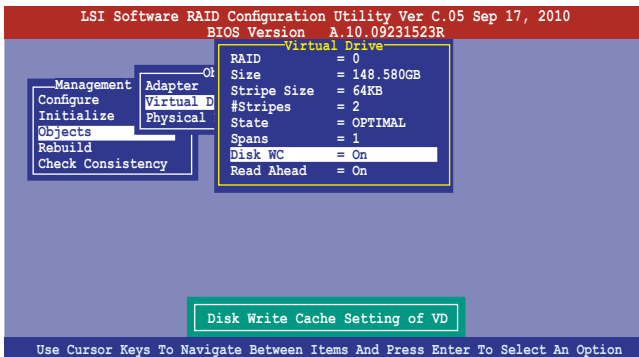 LSI Software RAID Configuration Utility Ver C.05 Sep 17, 2010
BIOS Version A.10.09231523R
Management
Configure
Initialize
Objects
Rebuild
Check Consistency
Ob
Adapter
Virtual D
Physical
Virtual Drive
RAID = 0
Size = 148.580GB
Stripe Size = 64KB
#Stripes = 2
State = OPTIMAL
Spans = 1
Disk WC = On
Read Ahead = On
Disk Write Cache Setting of VD
Use Cursor Keys To Navigate Between Items And Press Enter To Select An Option